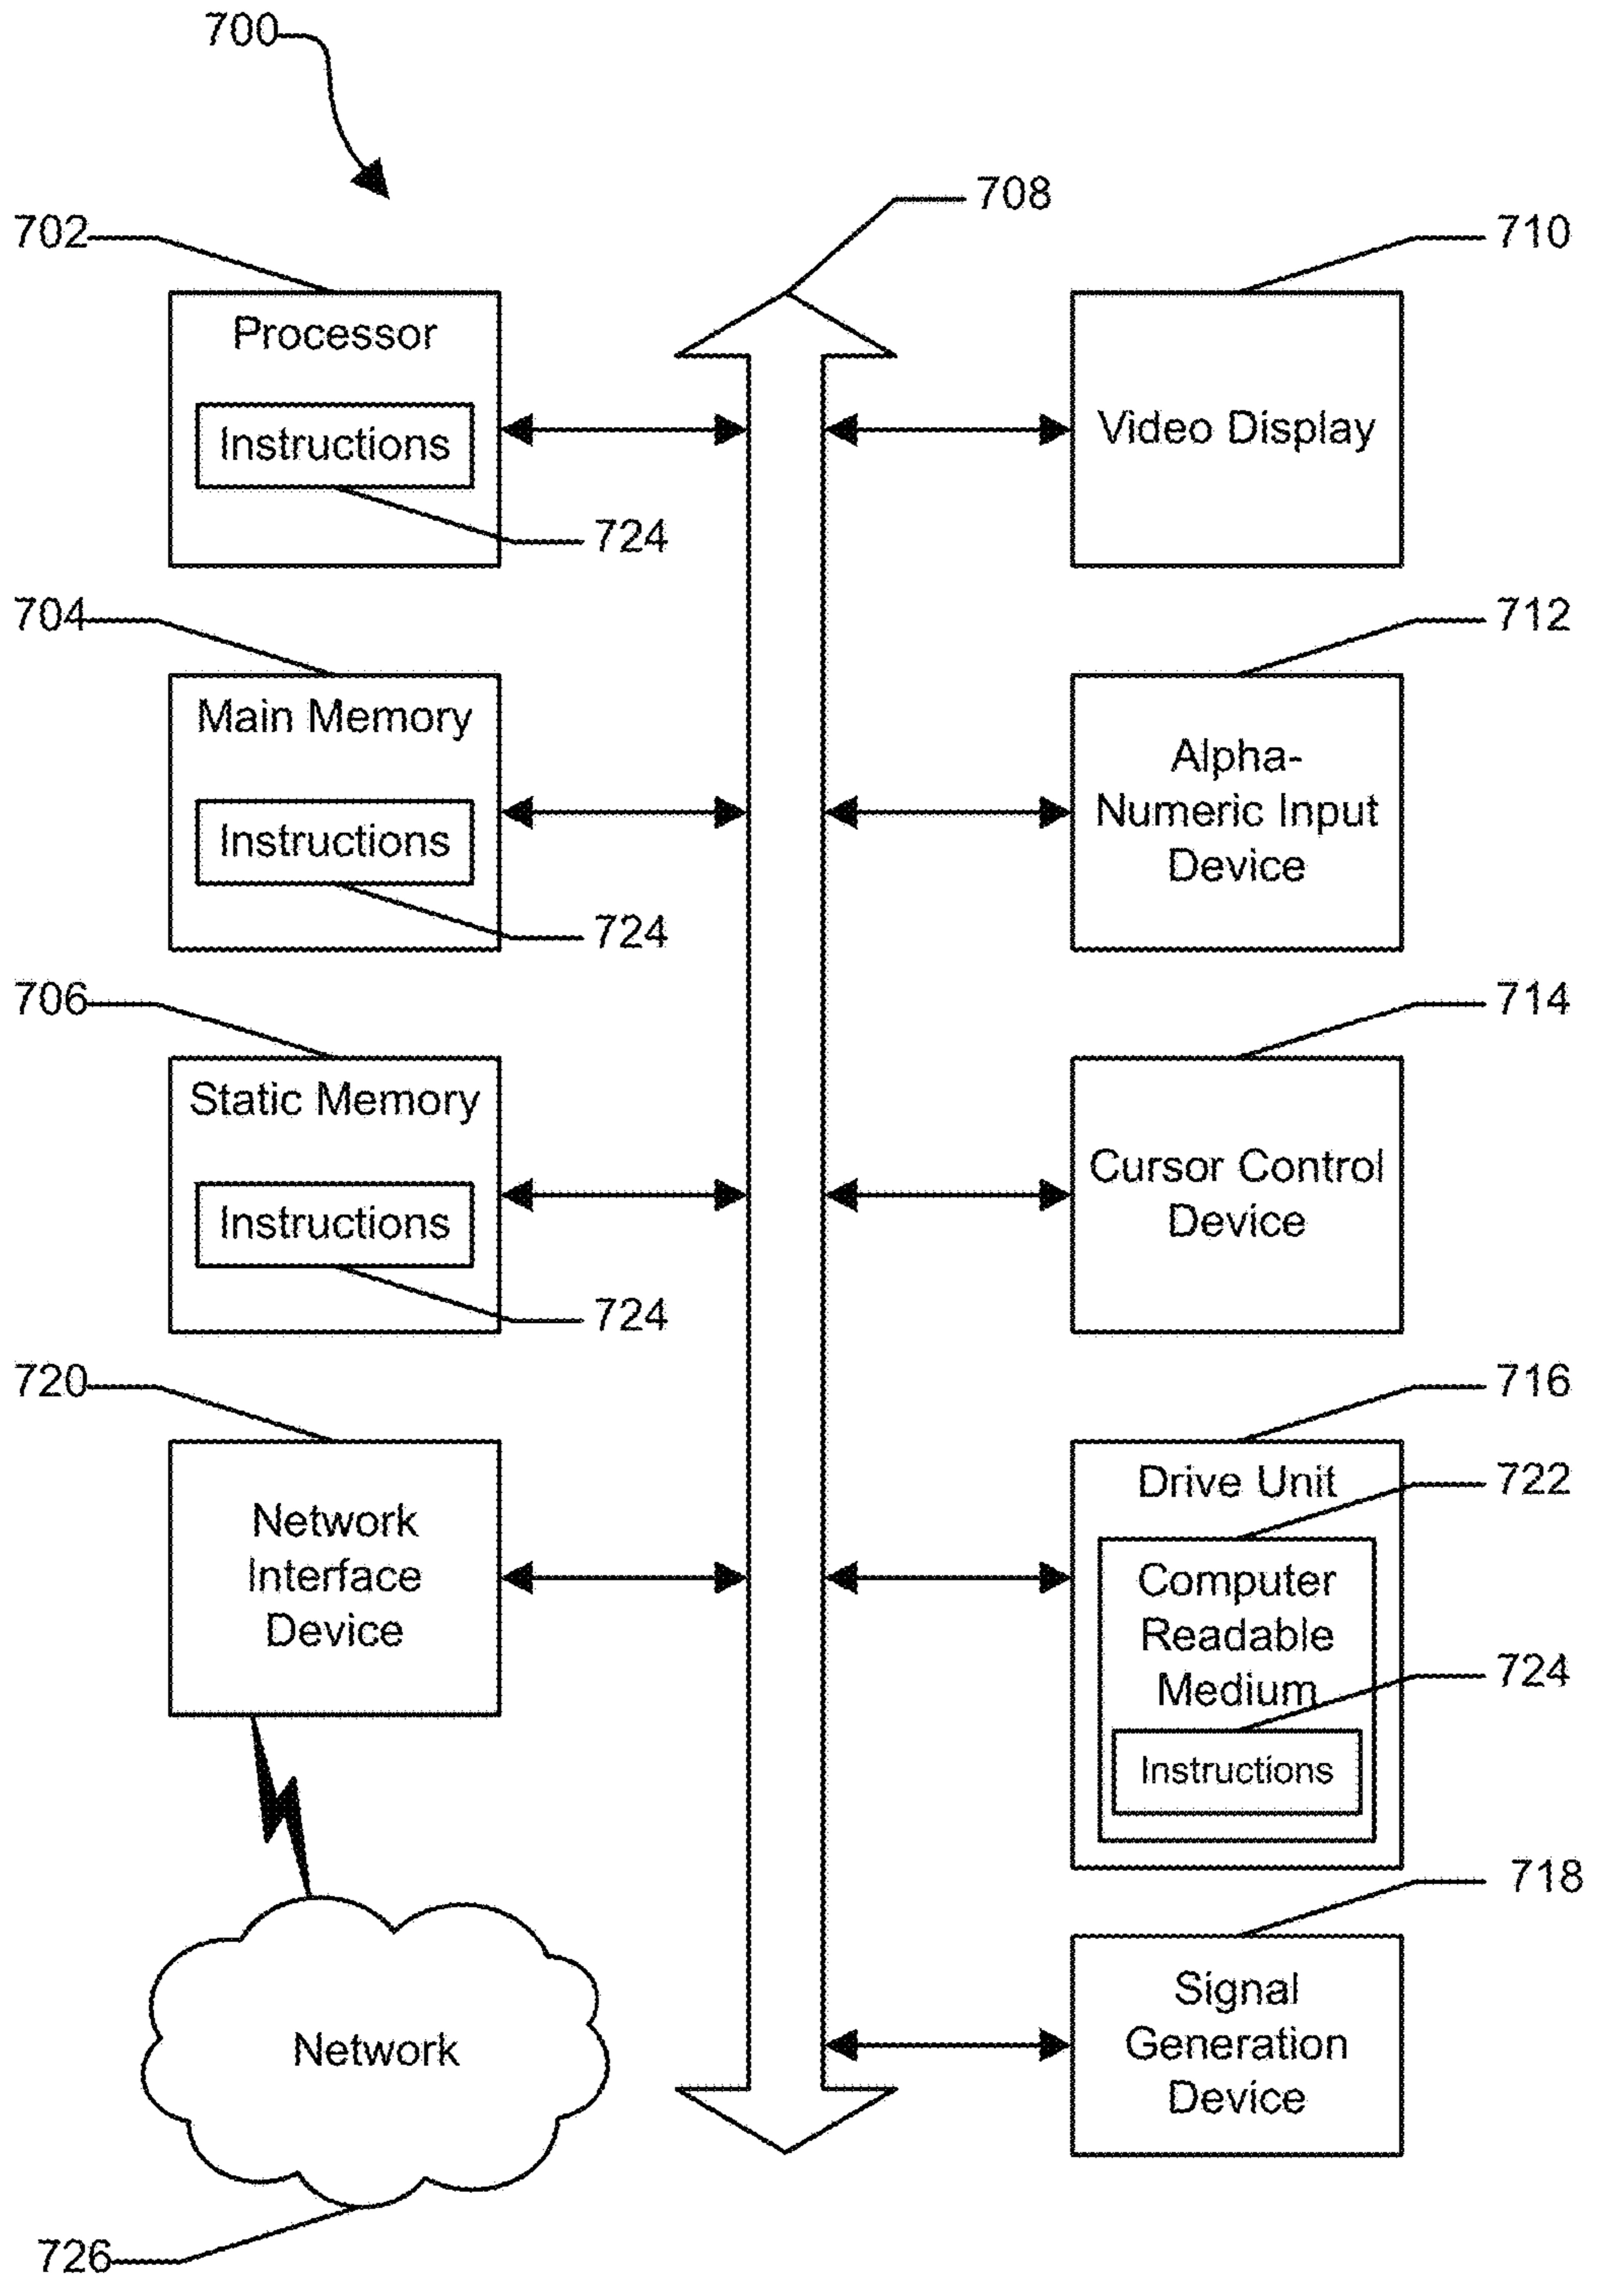 700
708
702
710
Processor
Instructions
724
Video Display
704
712
Main Memory
Instructions
724
Alpha-
Numeric Input
Device
706
714
Static Memory
Instructions
724
Cursor Control
Device
720
716
Network
Interface
Device
Drive Unit
722
Computer
Readable
Medium
724
Instructions
718
Signal
Generation
Device
Network
726